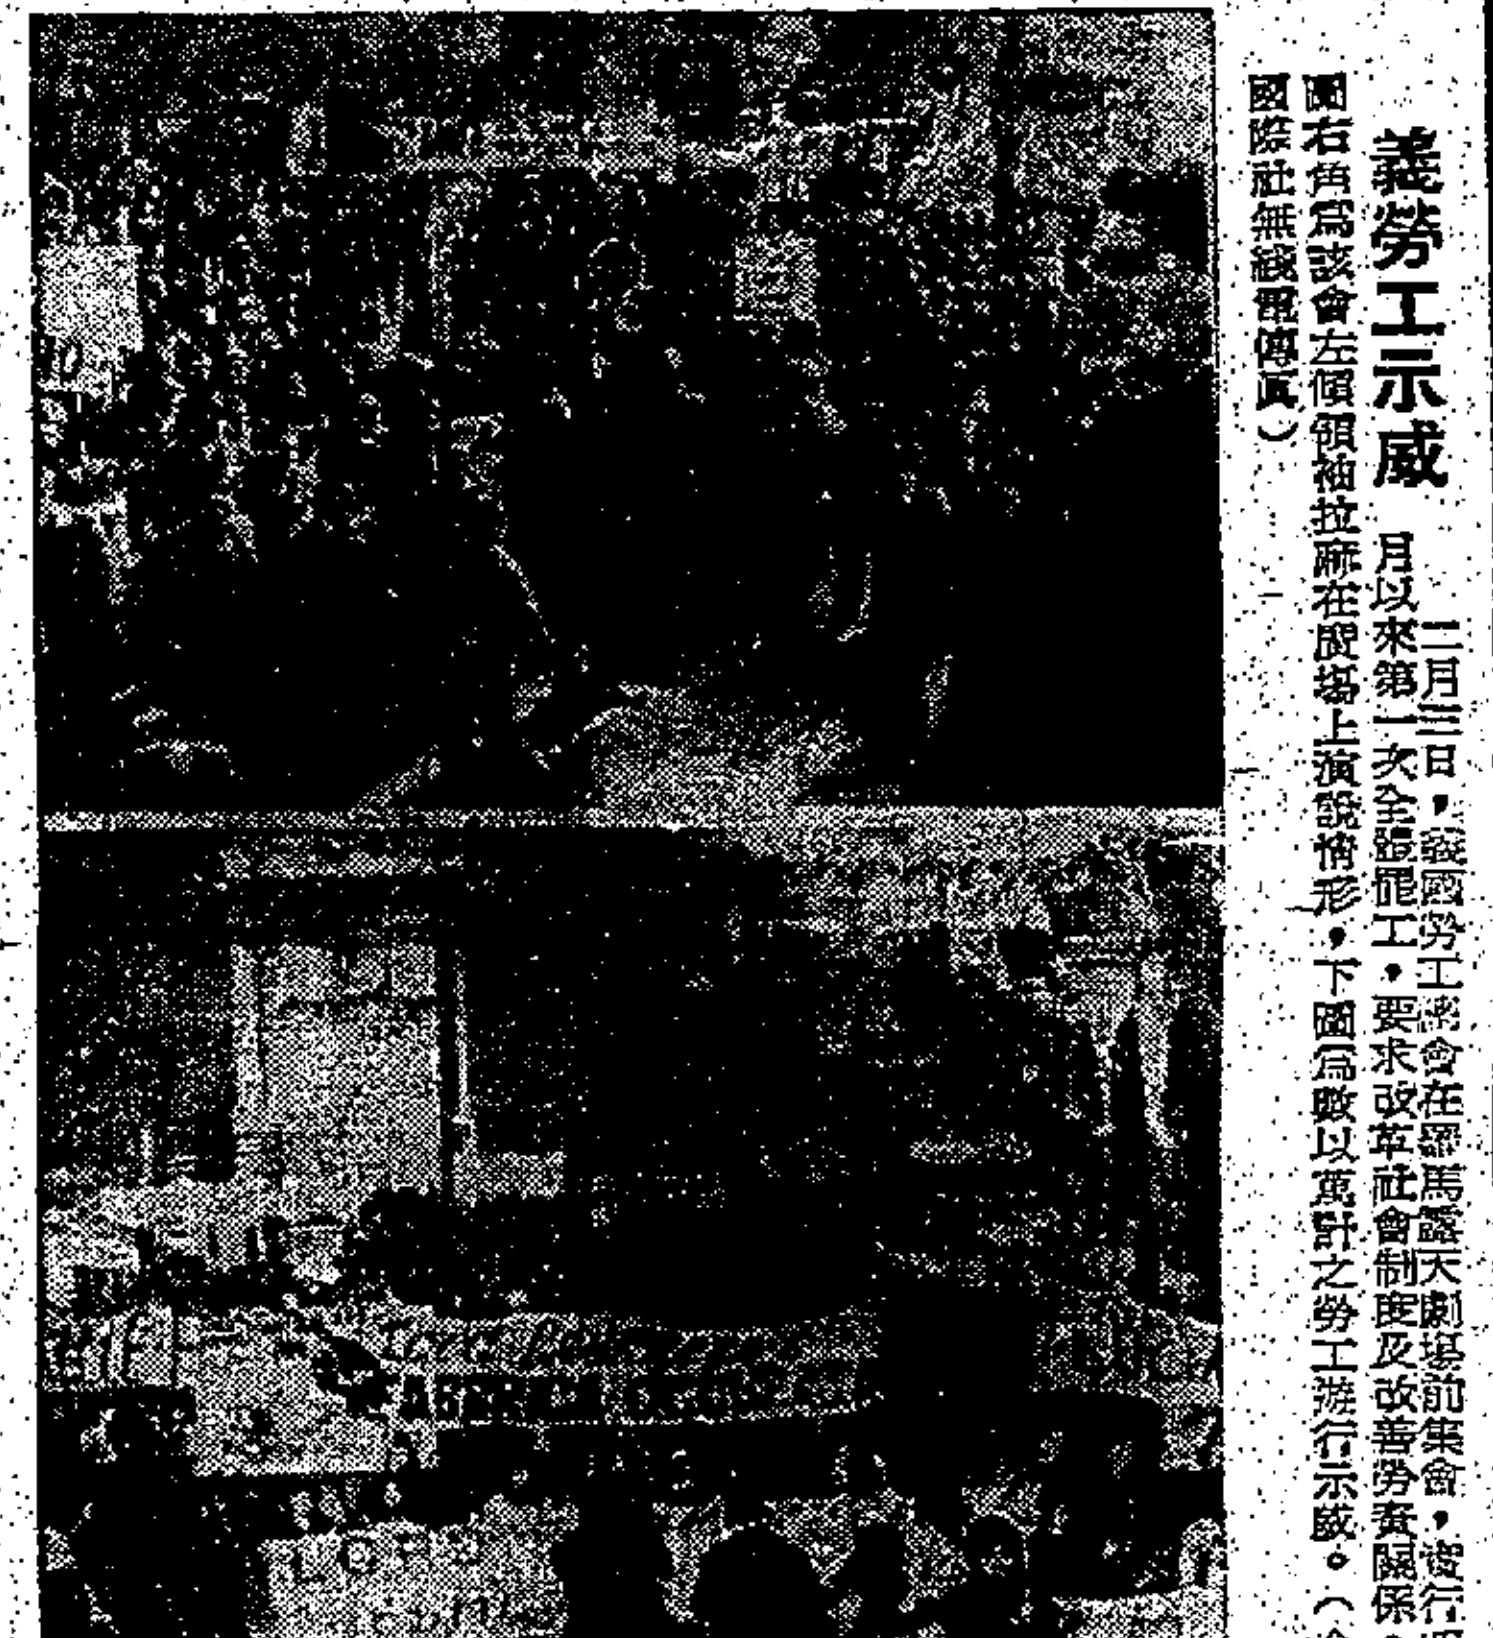 義勞工示威
二月三日，義國勞工總會在羅馬露天劇場前集會，實行
月以來第一次全體罷工，要求改革社會制度及改善勞資關係，
圖右角為該會左傾領袖拉麻在廣場上演說情形，下圖為數以萬計之勞工遊行示威。（
國際社無綫電傳眞）